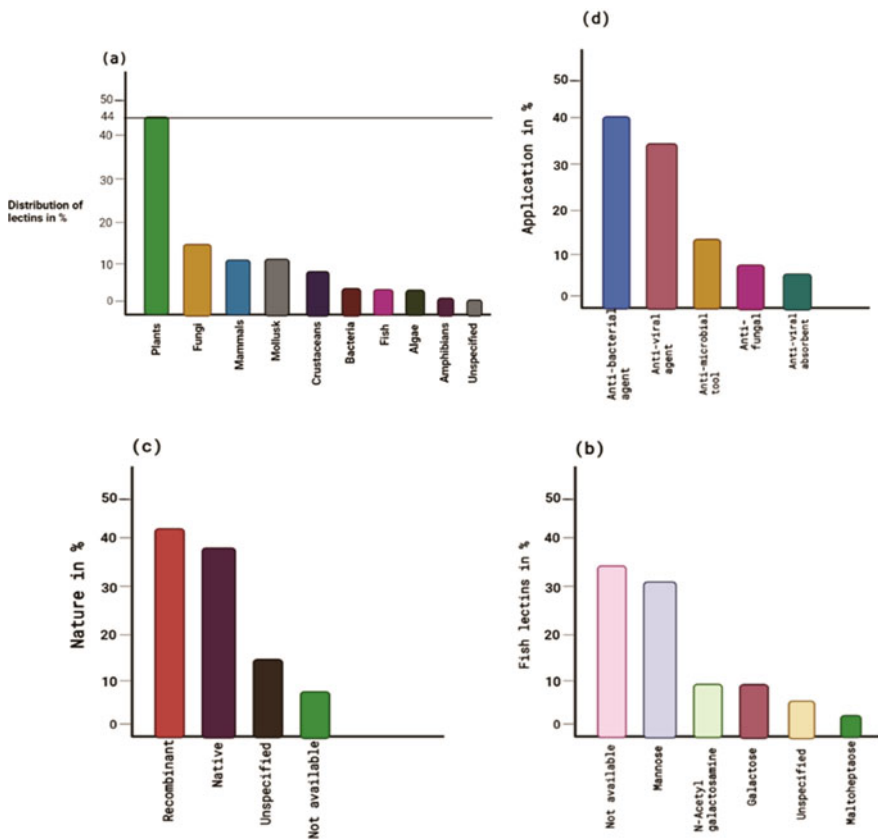 (a)
50
44
40
30
20
10
0
Distribution of
lectins in %
Plants
Fungi
Mammals
Mollusk
Crustaceans
Bacteria
Fish
Algae
Amphibians
Unspecified
(d)
50
40
30
20
10
0
Application in %
Anti-bacterial
agent
Anti-viral
agent
Anti-microbial
tool
Anti-
fungal
Anti-viral
absorbent
(c)
50
40
30
20
10
0
Nature in %
Recombinant
Native
Unspecified
Not available
(b)
50
40
30
20
10
0
Fish lectins in %
Not available
Mannose
N-Acetyl
galactosamine
Galactose
Unspecified
Maltoheptaose